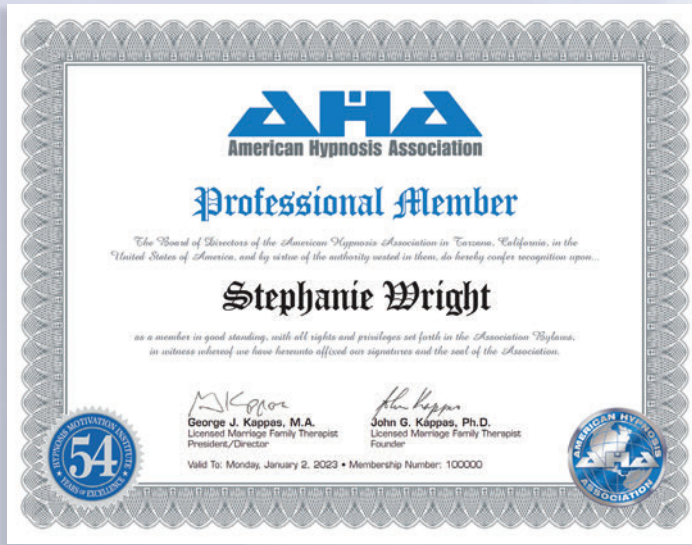 AHA
American Hypnosis Association
Professional Member
The Board of Directors of the American Hypnosis Association in Tarzana, California, in the
United States of America, and by virtue of the authority vested in them, do hereby confer recognition upon...
Stephanie Wright
as a member in good standing, with all rights and privileges set forth in the Association Bylaws,
in witness whereof we have hereunto affixed our signatures and the seal of the Association.
George J. Kappas, M.A.
Licensed Marriage Family Therapist
President/Director
John G. Kappas, Ph.D.
Licensed Marriage Family Therapist
Founder
Valid To: Monday, January 2, 2023 • Membership Number: 100000
HYPNOSIS MOTIVATION INSTITUTE
54
YEARS OF EXCELLENCE
AMERICAN HYPNOSIS
AHA
ASSOCIATION